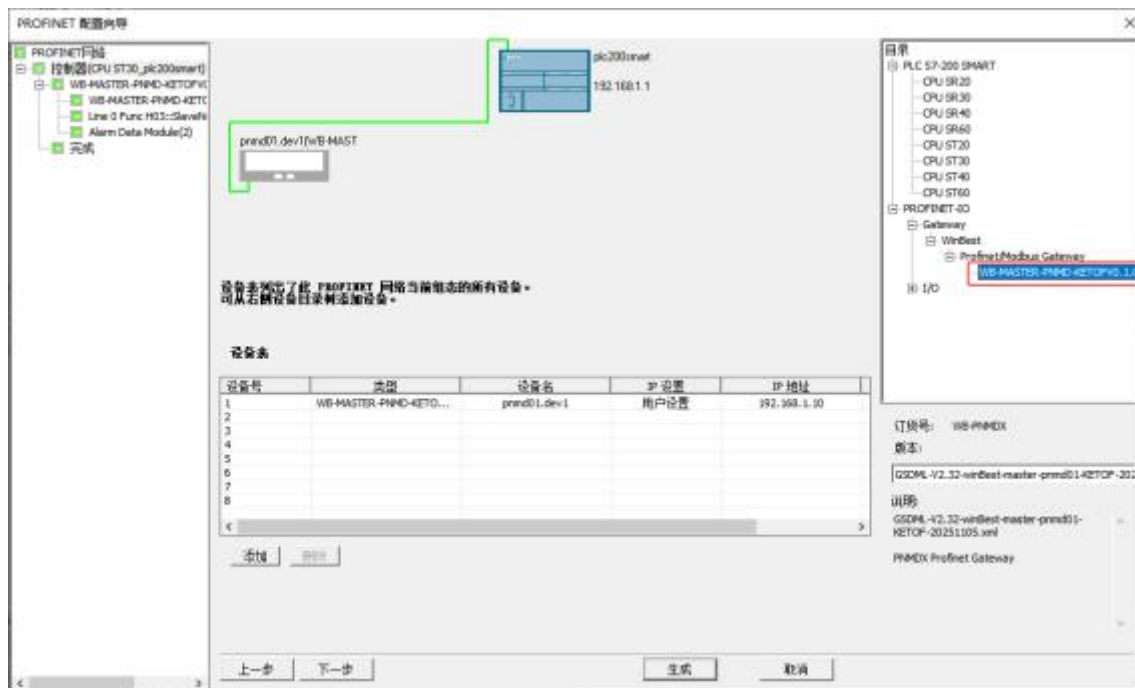 PROFINET 配置向导
PROFINET网络
控制器(CPU ST30_plc200smart)
WB-MASTER-PNMD-KETOFV0
WB-MASTER-PNMD-KETC
Line 0 Func H03::SlaveN
Alarm Data Module(2)
完成
plc200smart
192.168.1.1
pnmd01.dev1(WB-MAST
设备表列出了此 PROFINET 网络当前组态的所有设备。
可从右侧设备目录树添加设备。
设备表
设备号 类型 设备名 IP 设置 IP 地址
1 WB-MASTER-PNMD-KETO... pnmd01.dev1 用户设置 192.168.1.10
2
3
4
5
6
7
8
添加 删除
上一步 下一步 生成 取消
目录
PLC S7-200 SMART
CPU SR20
CPU SR30
CPU SR40
CPU SR60
CPU ST20
CPU ST30
CPU ST40
CPU ST60
PROFINET-IO
Gateway
WinBest
Profinet/Modbus Gateway
WB-MASTER-PNMD-KETOFV0.1.0
I/O
订货号: WB-PNMDX
版本:
GSDML-V2.32-winBest-master-pnmd01-KETOF-202
说明:
GSDML-V2.32-winBest-master-pnmd01-
KETOF-20251105.xml
PNMDX Profinet Gateway